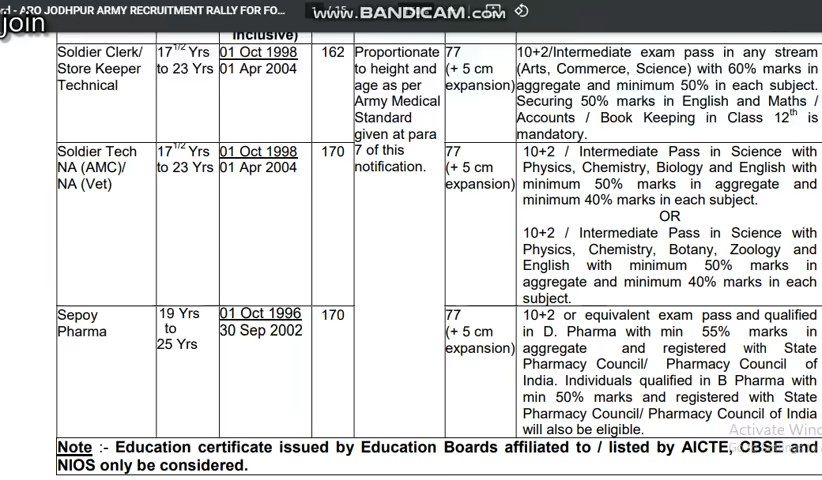 rd - ARO JODHPUR ARMY RECRUITMENT RALLY FOR FO...
www.BANDICAM.com
join
inclusive)
Soldier Clerk/
Store Keeper
Technical
17 1/2 Yrs
to 23 Yrs
01 Oct 1998
01 Apr 2004
162
Proportionate
to height and
age as per
Army Medical
Standard
given at para
7 of this
notification.
77
(+ 5 cm
expansion)
10+2/Intermediate exam pass in any stream
(Arts, Commerce, Science) with 60% marks in
aggregate and minimum 50% in each subject.
Securing 50% marks in English and Maths /
Accounts / Book Keeping in Class 12th is
mandatory.
Soldier Tech
NA (AMC)/
NA (Vet)
17 1/2 Yrs
to 23 Yrs
01 Oct 1998
01 Apr 2004
170
77
(+ 5 cm
expansion)
10+2 / Intermediate Pass in Science with
Physics, Chemistry, Biology and English with
minimum 50% marks in aggregate and
minimum 40% marks in each subject.
OR
10+2 / Intermediate Pass in Science with
Physics, Chemistry, Botany, Zoology and
English with minimum 50% marks in
aggregate and minimum 40% marks in each
subject.
Sepoy
Pharma
19 Yrs
to
25 Yrs
01 Oct 1996
30 Sep 2002
170
77
(+ 5 cm
expansion)
10+2 or equivalent exam pass and qualified
in D. Pharma with min 55% marks in
aggregate and registered with State
Pharmacy Council/ Pharmacy Council of
India. Individuals qualified in B Pharma with
min 50% marks and registered with State
Pharmacy Council/ Pharmacy Council of India
will also be eligible.
Activate Wind
Note :- Education certificate issued by Education Boards affiliated to / listed by AICTE, CBSE and
NIOS only be considered.